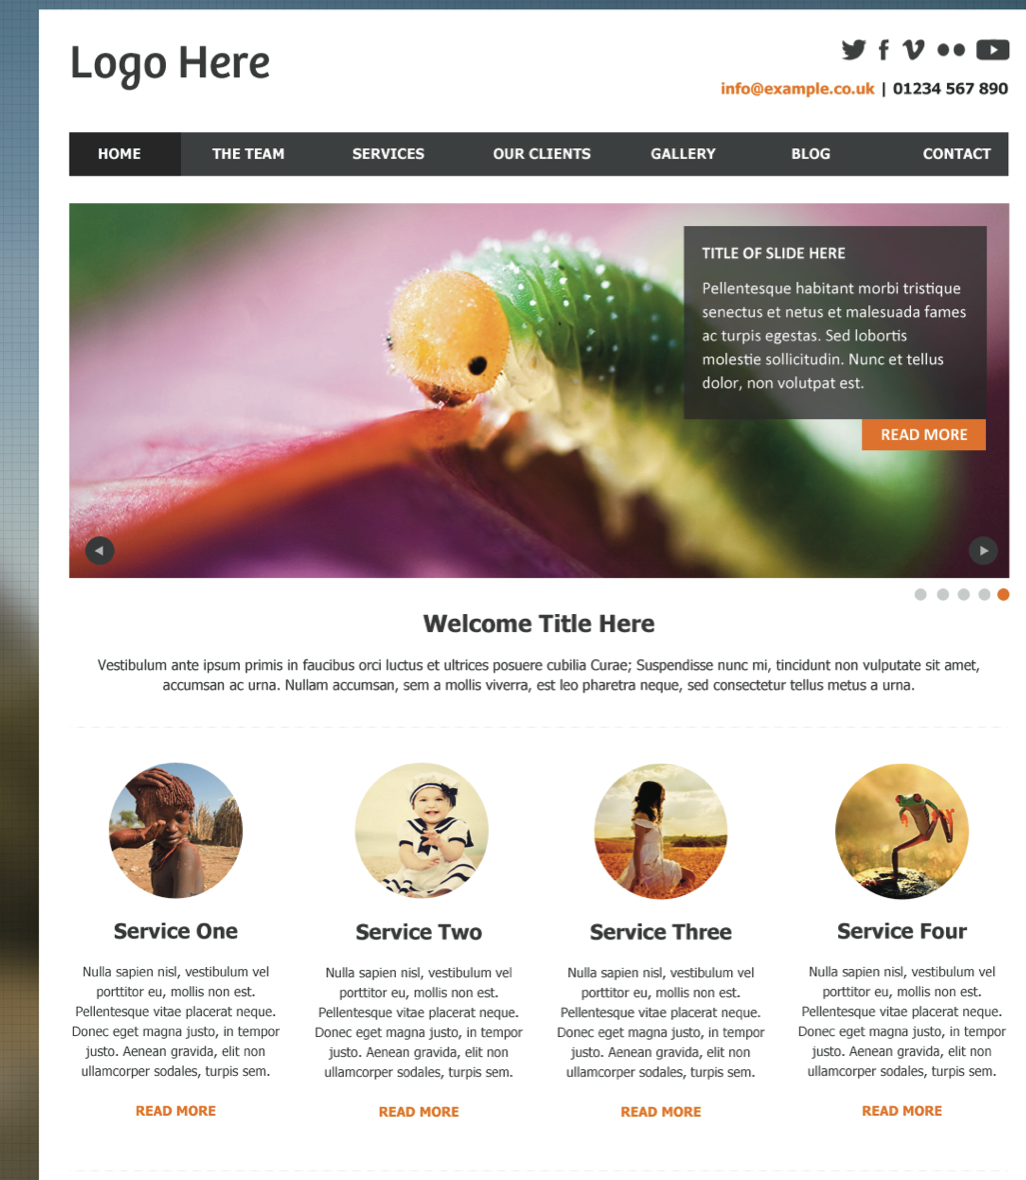 Logo Here
info@example.co.uk | 01234 567 890
HOME THE TEAM SERVICES OUR CLIENTS GALLERY BLOG CONTACT
TITLE OF SLIDE HERE
Pellentesque habitant morbi tristique
senectus et netus et malesuada fames
ac turpis egestas. Sed lobortis
molestie sollicitudin. Nunc et tellus
dolor, non volutpat est.
READ MORE
Welcome Title Here
Vestibulum ante ipsum primis in faucibus orci luctus et ultrices posuere cubilia Curae; Suspendisse nunc mi, tincidunt non vulputate sit amet,
accumsan ac urna. Nullam accumsan, sem a mollis viverra, est leo pharetra neque, sed consectetur tellus metus a urna.
Service One
Nulla sapien nisl, vestibulum vel
porttitor eu, mollis non est.
Pellentesque vitae placerat neque.
Donec eget magna justo, in tempor
justo. Aenean gravida, elit non
ullamcorper sodales, turpis sem.
READ MORE
Service Two
Nulla sapien nisl, vestibulum vel
porttitor eu, mollis non est.
Pellentesque vitae placerat neque.
Donec eget magna justo, in tempor
justo. Aenean gravida, elit non
ullamcorper sodales, turpis sem.
READ MORE
Service Three
Nulla sapien nisl, vestibulum vel
porttitor eu, mollis non est.
Pellentesque vitae placerat neque.
Donec eget magna justo, in tempor
justo. Aenean gravida, elit non
ullamcorper sodales, turpis sem.
READ MORE
Service Four
Nulla sapien nisl, vestibulum vel
porttitor eu, mollis non est.
Pellentesque vitae placerat neque.
Donec eget magna justo, in tempor
justo. Aenean gravida, elit non
ullamcorper sodales, turpis sem.
READ MORE